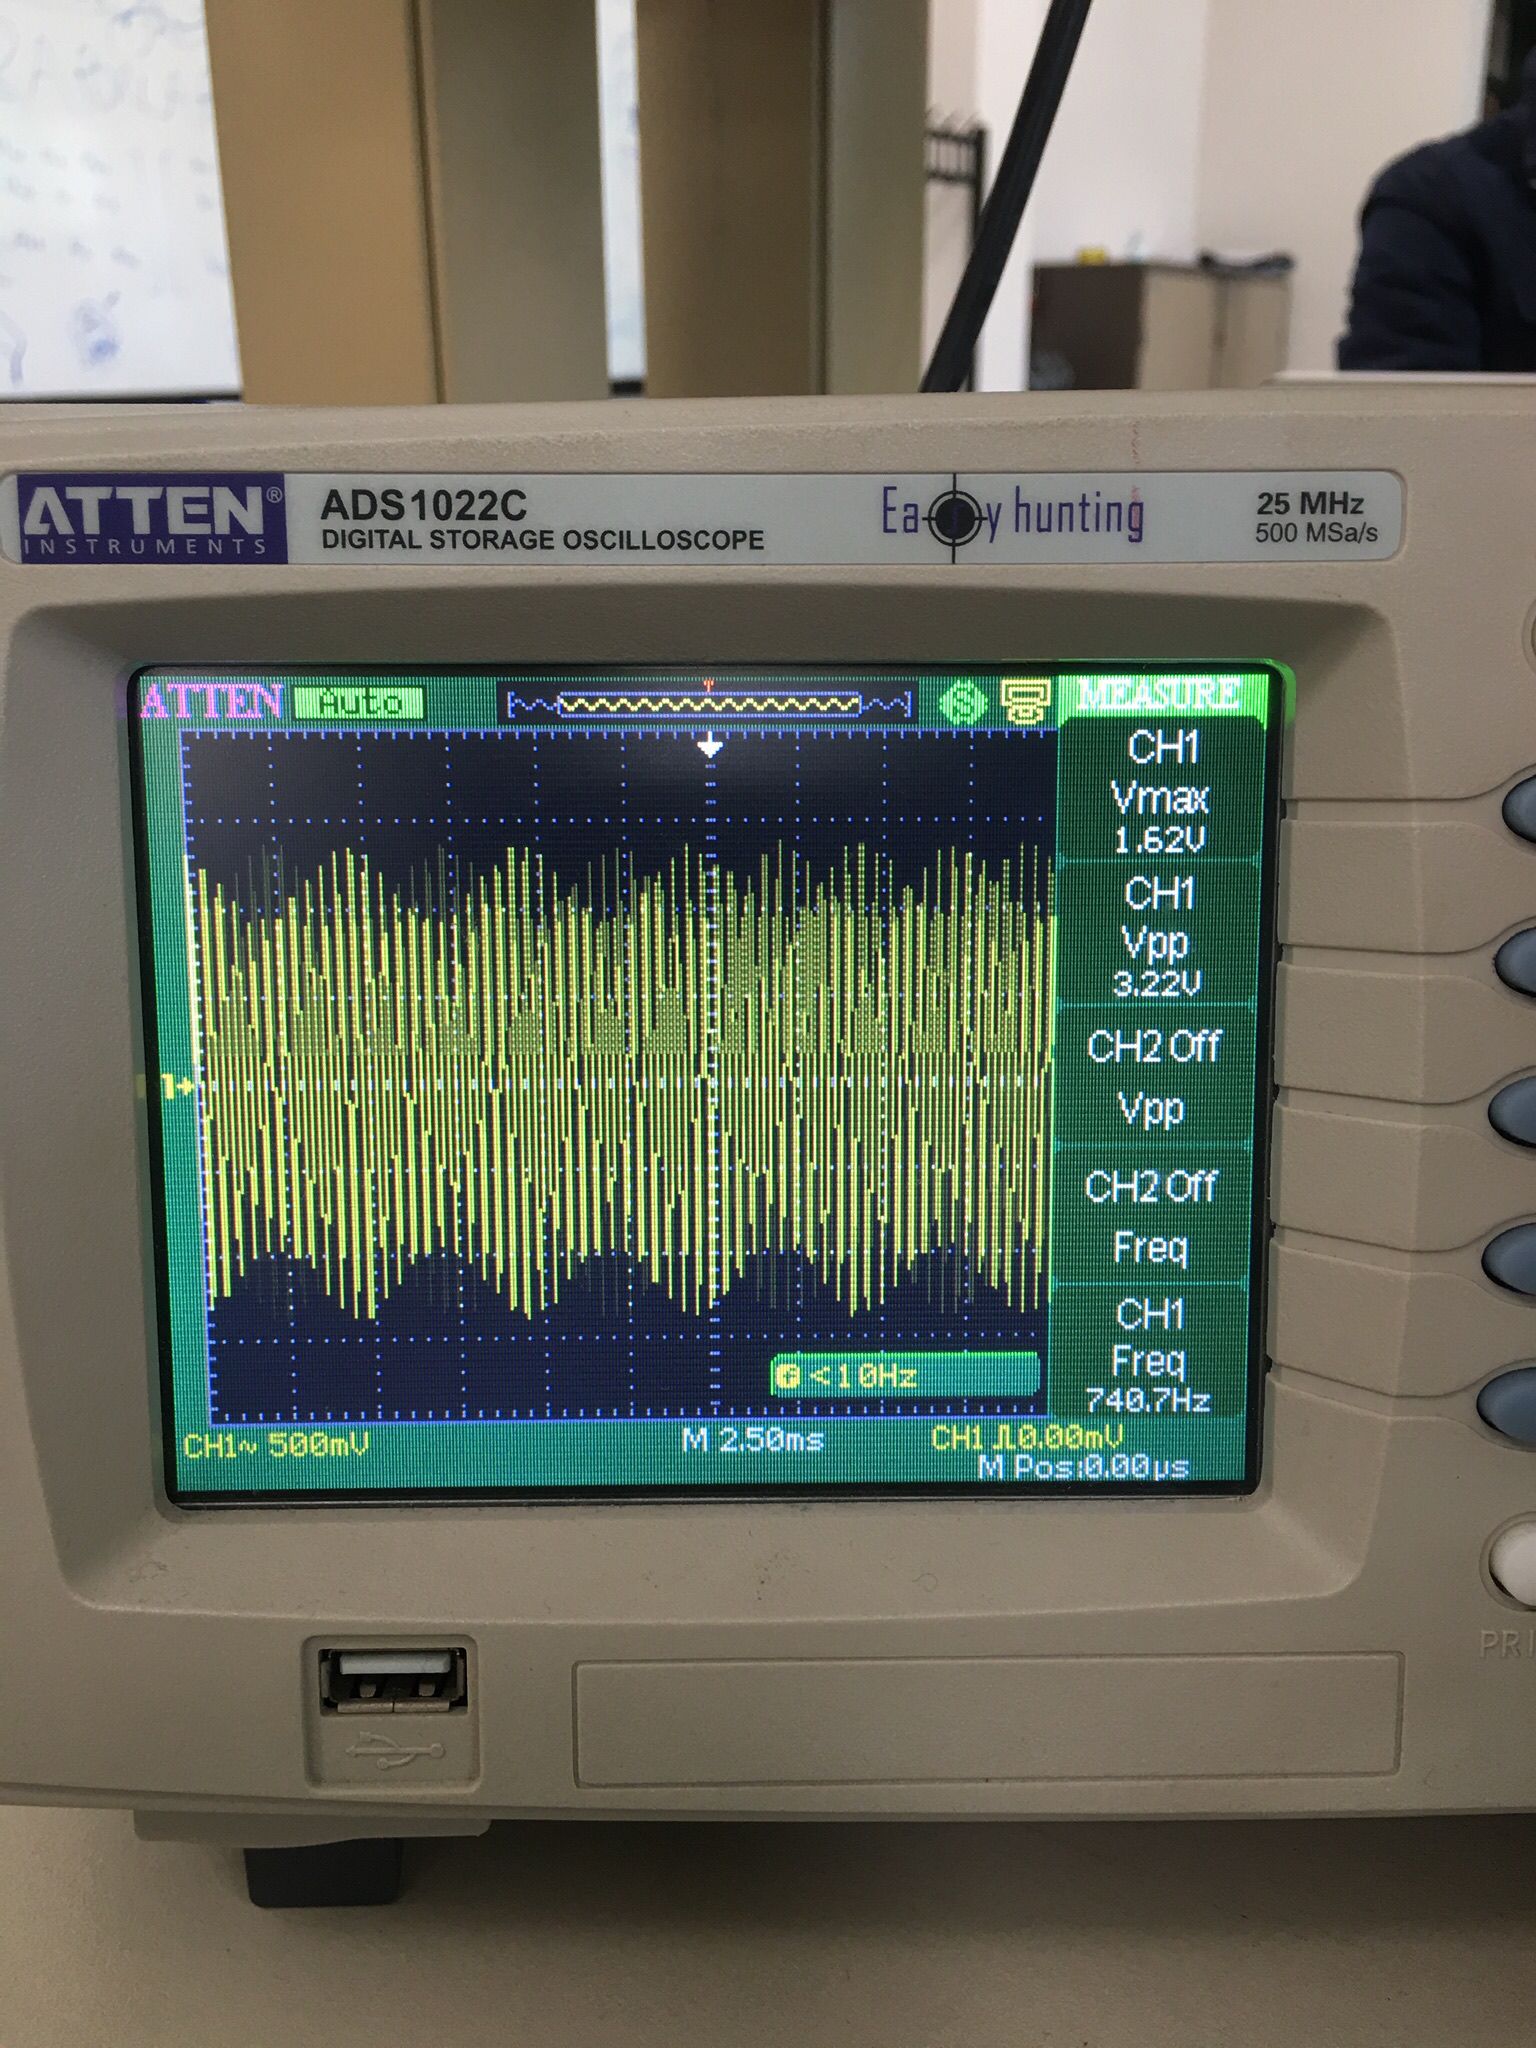 ATTEN®
INSTRUMENTS
ADS1022C
DIGITAL STORAGE OSCILLOSCOPE
Easy hunting
25 MHz
500 MSa/s
ATTEN
Auto
T
S
MEASURE
CH1
Vmax
1.62V
CH1
Vpp
3.22V
CH2 Off
Vpp
CH2 Off
Freq
CH1
Freq
740.7Hz
1
<10Hz
CH1~ 500mV
M 2.50ms
CH1 0.00mV
M Pos:0.00µs
PRI